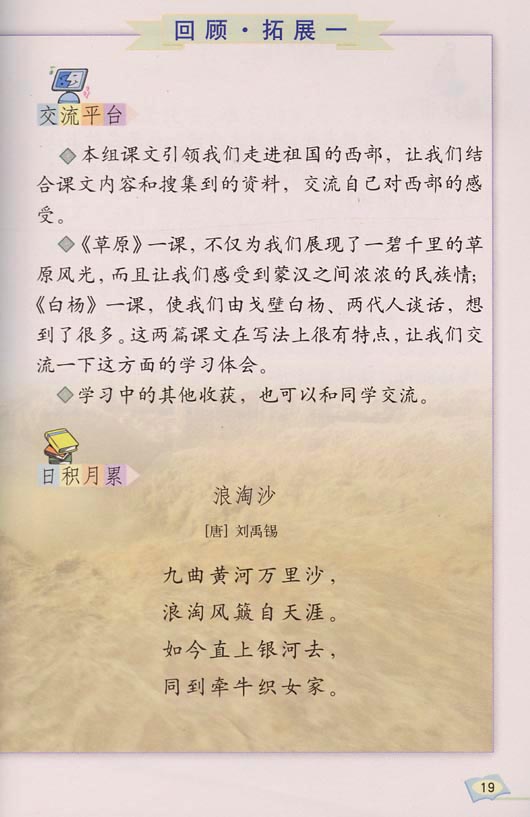 回顾·拓展一
交流平台
本组课文引领我们走进祖国的西部，让我们结
合课文内容和搜集到的资料，交流自己对西部的感
受。
《草原》一课，不仅为我们展现了一碧千里的草
原风光，而且让我们感受到蒙汉之间浓浓的民族情；
《白杨》一课，使我们由戈壁白杨、两代人谈话，想
到了很多。这两篇课文在写法上很有特点，让我们交
流一下这方面的学习体会。
学习中的其他收获，也可以和同学交流。
日积月累
浪淘沙
[唐] 刘禹锡
九曲黄河万里沙，
浪淘风簸自天涯。
如今直上银河去，
同到牵牛织女家。
19